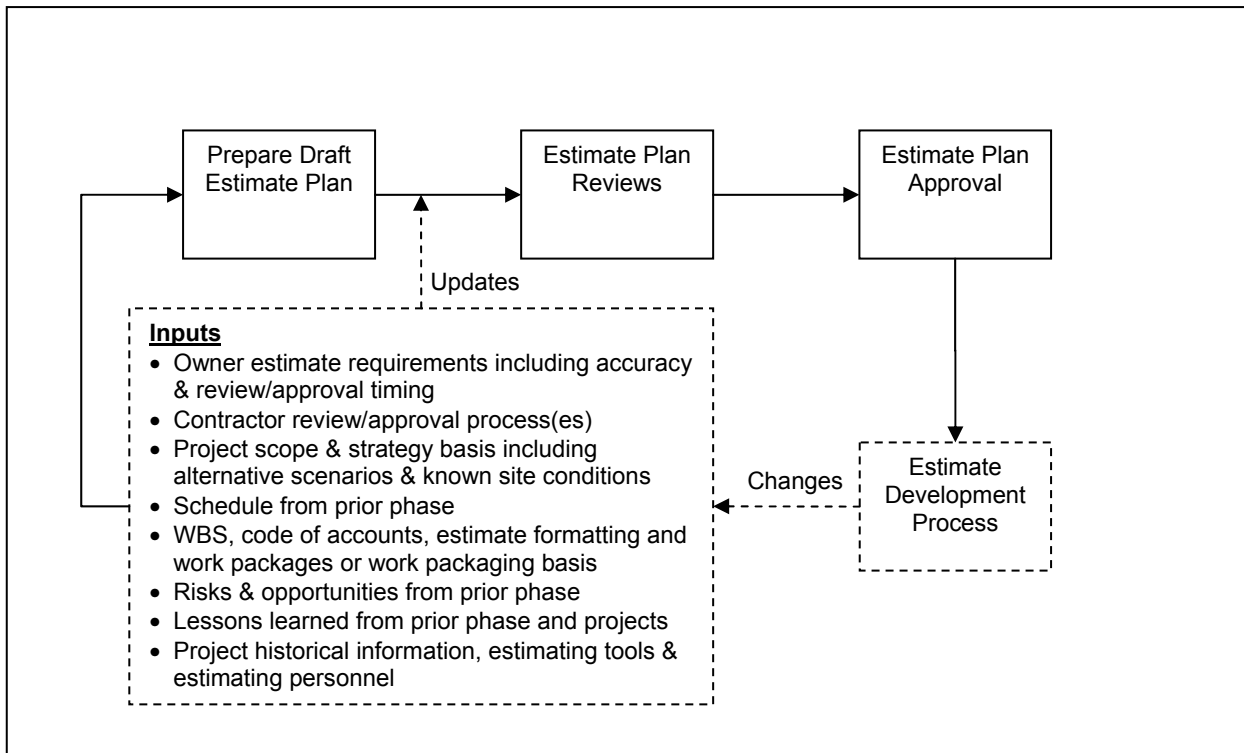 Prepare Draft
Estimate Plan
Estimate Plan
Reviews
Estimate Plan
Approval
Updates
Inputs
• Owner estimate requirements including accuracy
& review/approval timing
• Contractor review/approval process(es)
• Project scope & strategy basis including
alternative scenarios & known site conditions
• Schedule from prior phase
• WBS, code of accounts, estimate formatting and
work packages or work packaging basis
• Risks & opportunities from prior phase
• Lessons learned from prior phase and projects
• Project historical information, estimating tools &
estimating personnel
Changes
Estimate
Development
Process